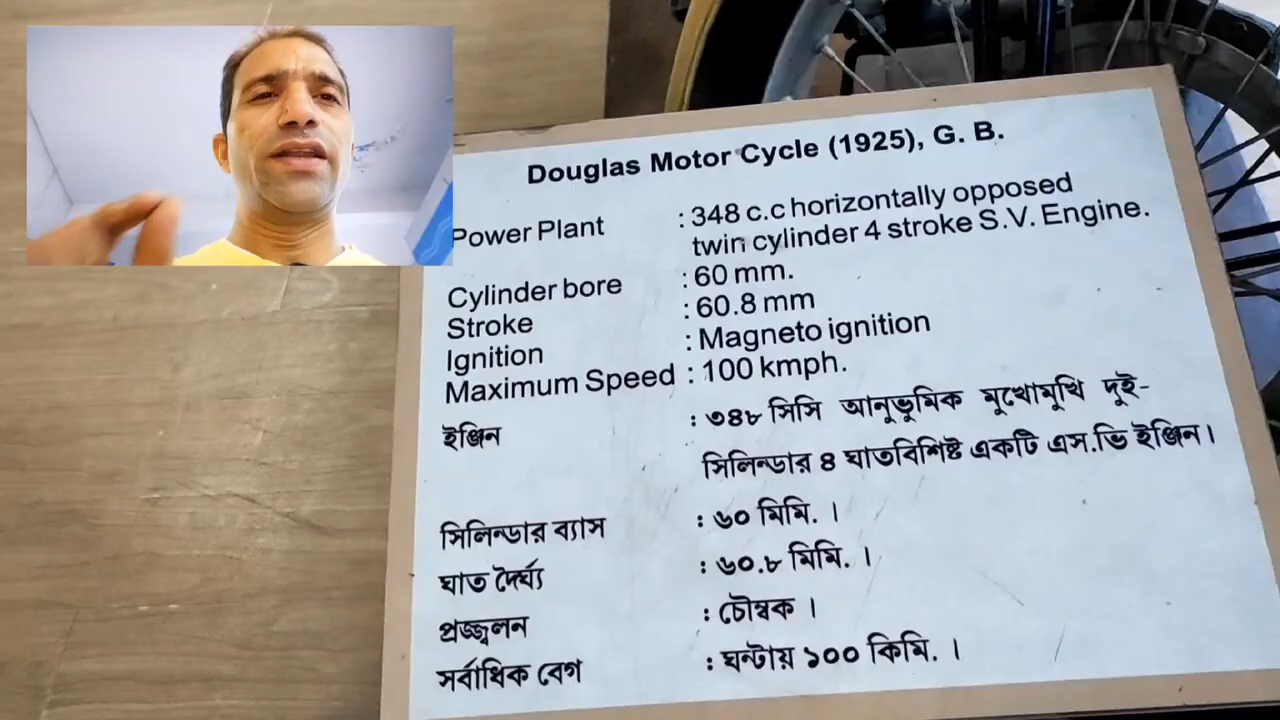 Douglas Motor Cycle (1925), G. B.
Power Plant : 348 c.c horizontally opposed
twin cylinder 4 stroke S.V. Engine.
Cylinder bore : 60 mm.
Stroke : 60.8 mm
Ignition : Magneto ignition
Maximum Speed : 100 kmph.
ইঞ্জিন : ৩৪৮ সিসি আনুভুমিক মুখোমুখি দুই-
সিলিন্ডার ৪ ঘাতবিশিষ্ট একটি এস.ভি ইঞ্জিন।
সিলিন্ডার ব্যাস : ৬০ মিমি. ।
ঘাত দৈর্ঘ্য : ৬০.৮ মিমি. ।
প্রজ্জ্বলন : চৌম্বক ।
সর্বাধিক বেগ : ঘন্টায় ১০০ কিমি. ।